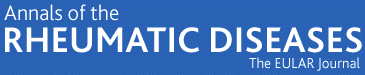 Annals of the
RHEUMATIC DISEASES
The EULAR Journal